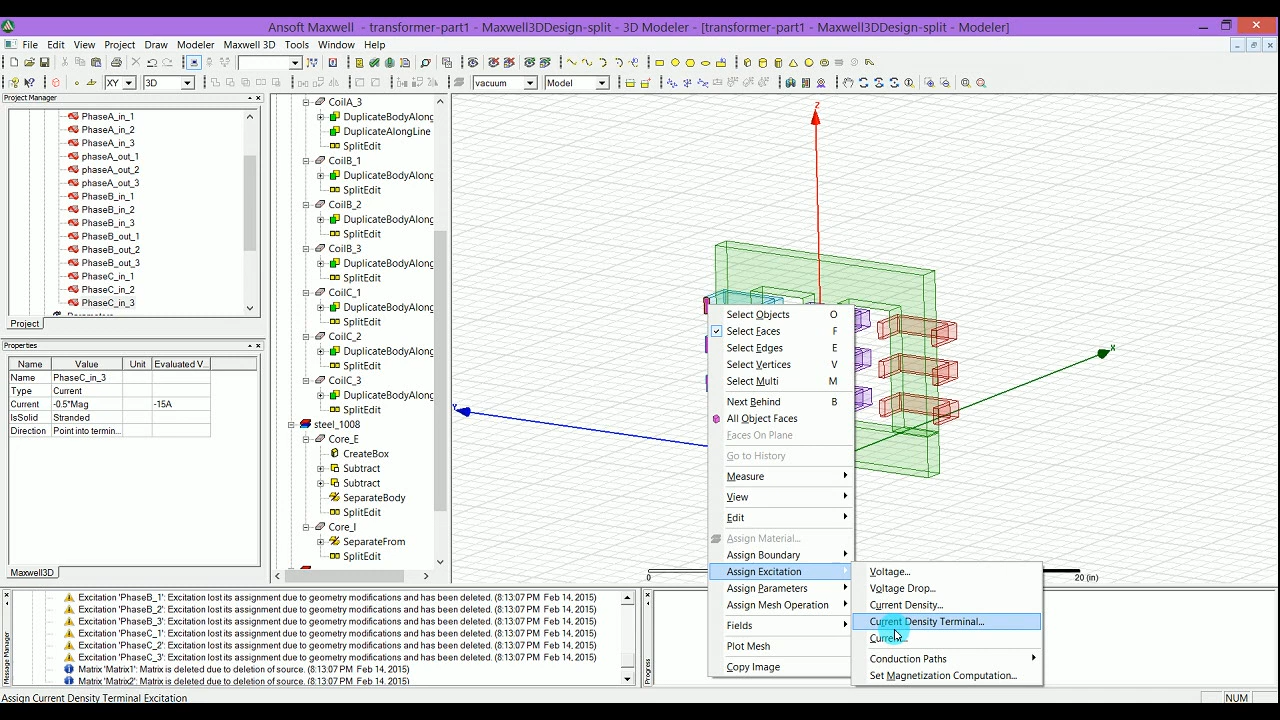 Ansoft Maxwell - transformer-part1 - Maxwell3DDesign-split - 3D Modeler - [transformer-part1 - Maxwell3DDesign-split - Modeler]
File Edit View Project Draw Modeler Maxwell 3D Tools Window Help
XY 3D vacuum Model
Project Manager
PhaseA_in_1
PhaseA_in_2
PhaseA_in_3
phaseA_out_1
phaseA_out_2
phaseA_out_3
PhaseB_in_1
PhaseB_in_2
PhaseB_in_3
PhaseB_out_1
PhaseB_out_2
PhaseB_out_3
PhaseC_in_1
PhaseC_in_2
PhaseC_in_3
Project
Properties
Name Value Unit Evaluated V...
Name PhaseC_in_3
Type Current
Current -0.5*Mag -15A
IsSolid Stranded
Direction Point into termin...
Maxwell3D
CoilA_3
DuplicateBodyAlong
DuplicateAlongLine
SplitEdit
CoilB_1
DuplicateBodyAlong
SplitEdit
CoilB_2
DuplicateBodyAlong
SplitEdit
CoilB_3
DuplicateBodyAlong
SplitEdit
CoilC_1
DuplicateBodyAlong
SplitEdit
CoilC_2
DuplicateBodyAlong
SplitEdit
CoilC_3
SplitEdit
steel_1008
Core_E
CreateBox
Subtract
Subtract
SeparateBody
SplitEdit
Core_I
SeparateFrom
SplitEdit
Z
X
Y
0
20 (in)
Select Objects O
Select Faces F
Select Edges E
Select Vertices V
Select Multi M
Next Behind B
All Object Faces
Faces On Plane
Go to History
Measure
View
Edit
Assign Material...
Assign Boundary
Assign Excitation
Assign Parameters
Assign Mesh Operation
Fields
Plot Mesh
Copy Image
Voltage...
Voltage Drop...
Current Density...
Current Density Terminal...
Current...
Conduction Paths
Set Magnetization Computation...
Message Manager
Excitation 'PhaseB_1': Excitation lost its assignment due to geometry modifications and has been deleted. (8:13:07 PM Feb 14, 2015)
Excitation 'PhaseB_2': Excitation lost its assignment due to geometry modifications and has been deleted. (8:13:07 PM Feb 14, 2015)
Excitation 'PhaseB_3': Excitation lost its assignment due to geometry modifications and has been deleted. (8:13:07 PM Feb 14, 2015)
Excitation 'PhaseC_1': Excitation lost its assignment due to geometry modifications and has been deleted. (8:13:07 PM Feb 14, 2015)
Excitation 'PhaseC_2': Excitation lost its assignment due to geometry modifications and has been deleted. (8:13:07 PM Feb 14, 2015)
Excitation 'PhaseC_3': Excitation lost its assignment due to geometry modifications and has been deleted. (8:13:07 PM Feb 14, 2015)
Matrix 'Matrix1': Matrix is deleted due to deletion of source. (8:13:07 PM Feb 14, 2015)
Matrix 'Matrix2': Matrix is deleted due to deletion of source. (8:13:07 PM Feb 14, 2015)
Progress
Assign Current Density Terminal Excitation
NUM